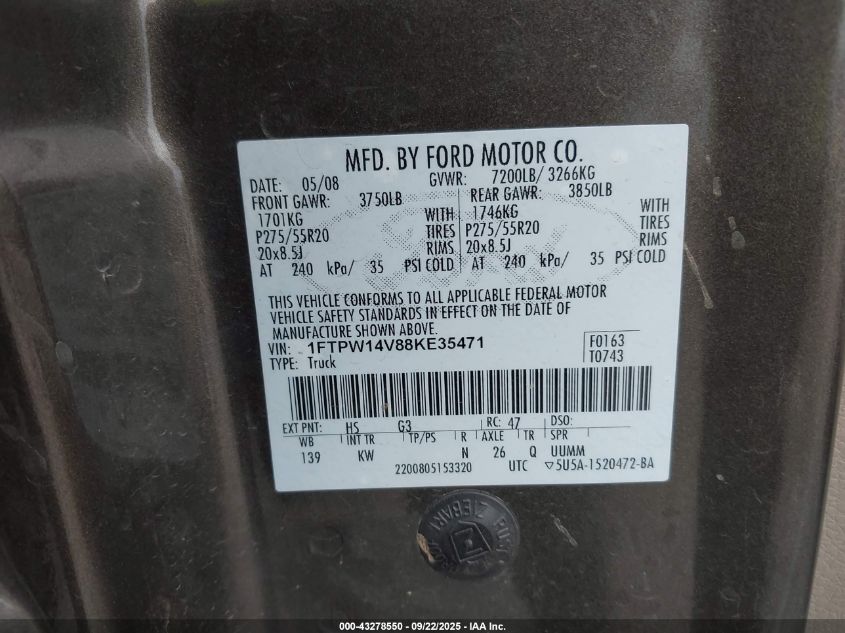 MFD. BY FORD MOTOR CO.
DATE: 05/08 GVWR: 7200LB/ 3266KG
FRONT GAWR: 3750LB REAR GAWR: 3850LB
1701KG WITH 1746KG WITH
P275/55R20 TIRES P275/55R20 TIRES
20x8.5J RIMS 20x8.5J RIMS
AT 240 kPa/ 35 PSI COLD AT 240 kPa/ 35 PSI COLD
THIS VEHICLE CONFORMS TO ALL APPLICABLE FEDERAL MOTOR
VEHICLE SAFETY STANDARDS IN EFFECT ON THE DATE OF
MANUFACTURE SHOWN ABOVE.
VIN: 1FTPW14V88KE35471 F0163
TYPE: Truck T0743
EXT PNT: HS G3 RC: 47 DSO:
WB INT TR TP/PS R AXLE TR SPR
139 KW N 26 Q UUMM
2200805153320 UTC ▽5U5A-1520472-BA
ZIEBART
000-43278550 - 09/22/2025 - IAA Inc.